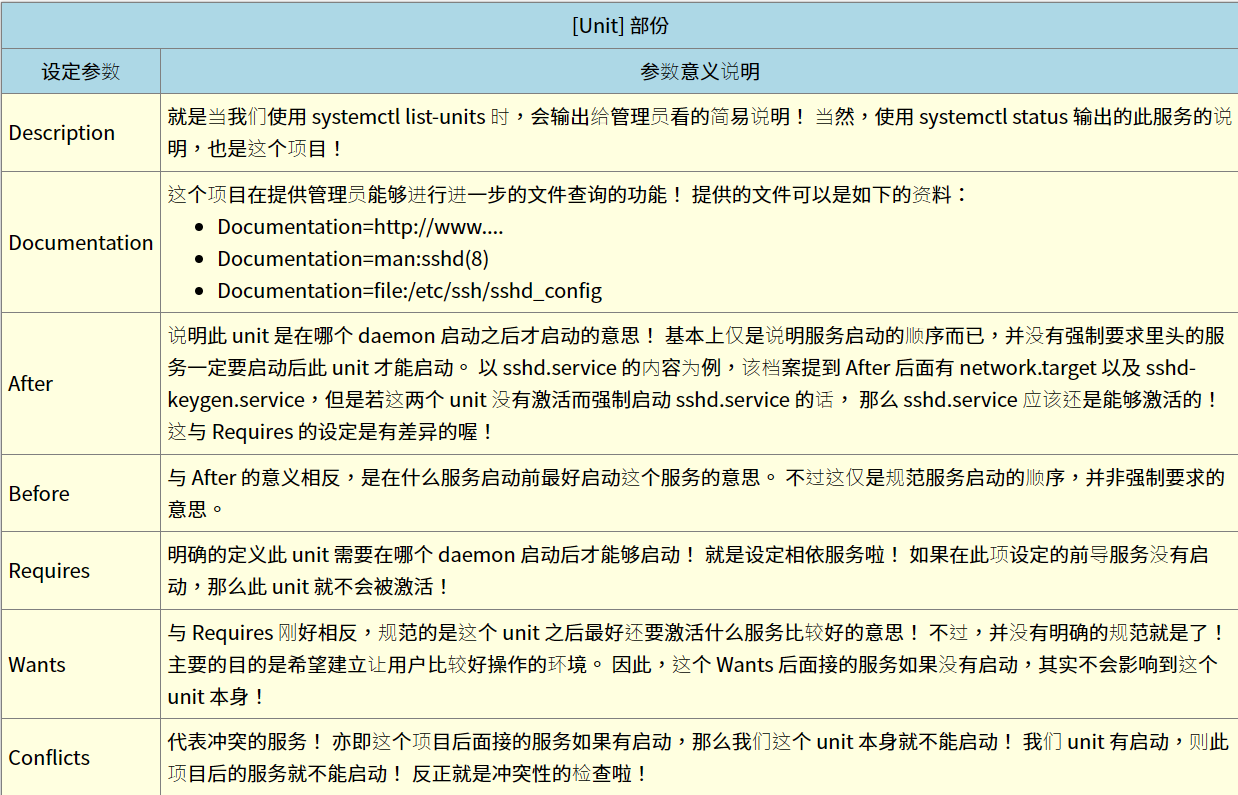 [Unit] 部份
设定参数
参数意义说明
Description
就是当我们使用 systemctl list-units 时，会输出给管理员看的简易说明！ 当然，使用 systemctl status 输出的此服务的说
明，也是这个项目！
Documentation
这个项目在提供管理员能够进行进一步的文件查询的功能！ 提供的文件可以是如下的资料：
• Documentation=http://www....
• Documentation=man:sshd(8)
• Documentation=file:/etc/ssh/sshd_config
After
说明此 unit 是在哪个 daemon 启动之后才启动的意思！ 基本上仅是说明服务启动的顺序而已，并没有强制要求里头的服
务一定要启动后此 unit 才能启动。 以 sshd.service 的内容为例，该档案提到 After 后面有 network.target 以及 sshd-
keygen.service，但是若这两个 unit 没有激活而强制启动 sshd.service 的话， 那么 sshd.service 应该还是能够激活的！
这与 Requires 的设定是有差异的喔！
Before
与 After 的意义相反，是在什么服务启动前最好启动这个服务的意思。 不过这仅是规范服务启动的顺序，并非强制要求的
意思。
Requires
明确的定义此 unit 需要在哪个 daemon 启动后才能够启动！ 就是设定相依服务啦！ 如果在此项设定的前导服务没有启
动，那么此 unit 就不会被激活！
Wants
与 Requires 刚好相反，规范的是这个 unit 之后最好还要激活什么服务比较好的意思！ 不过，并没有明确的规范就是了！
主要的目的是希望建立让用户比较好操作的环境。 因此，这个 Wants 后面接的服务如果没有启动，其实不会影响到这个
unit 本身！
Conflicts
代表冲突的服务！ 亦即这个项目后面接的服务如果有启动，那么我们这个 unit 本身就不能启动！ 我们 unit 有启动，则此
项目后的服务就不能启动！ 反正就是冲突性的检查啦！